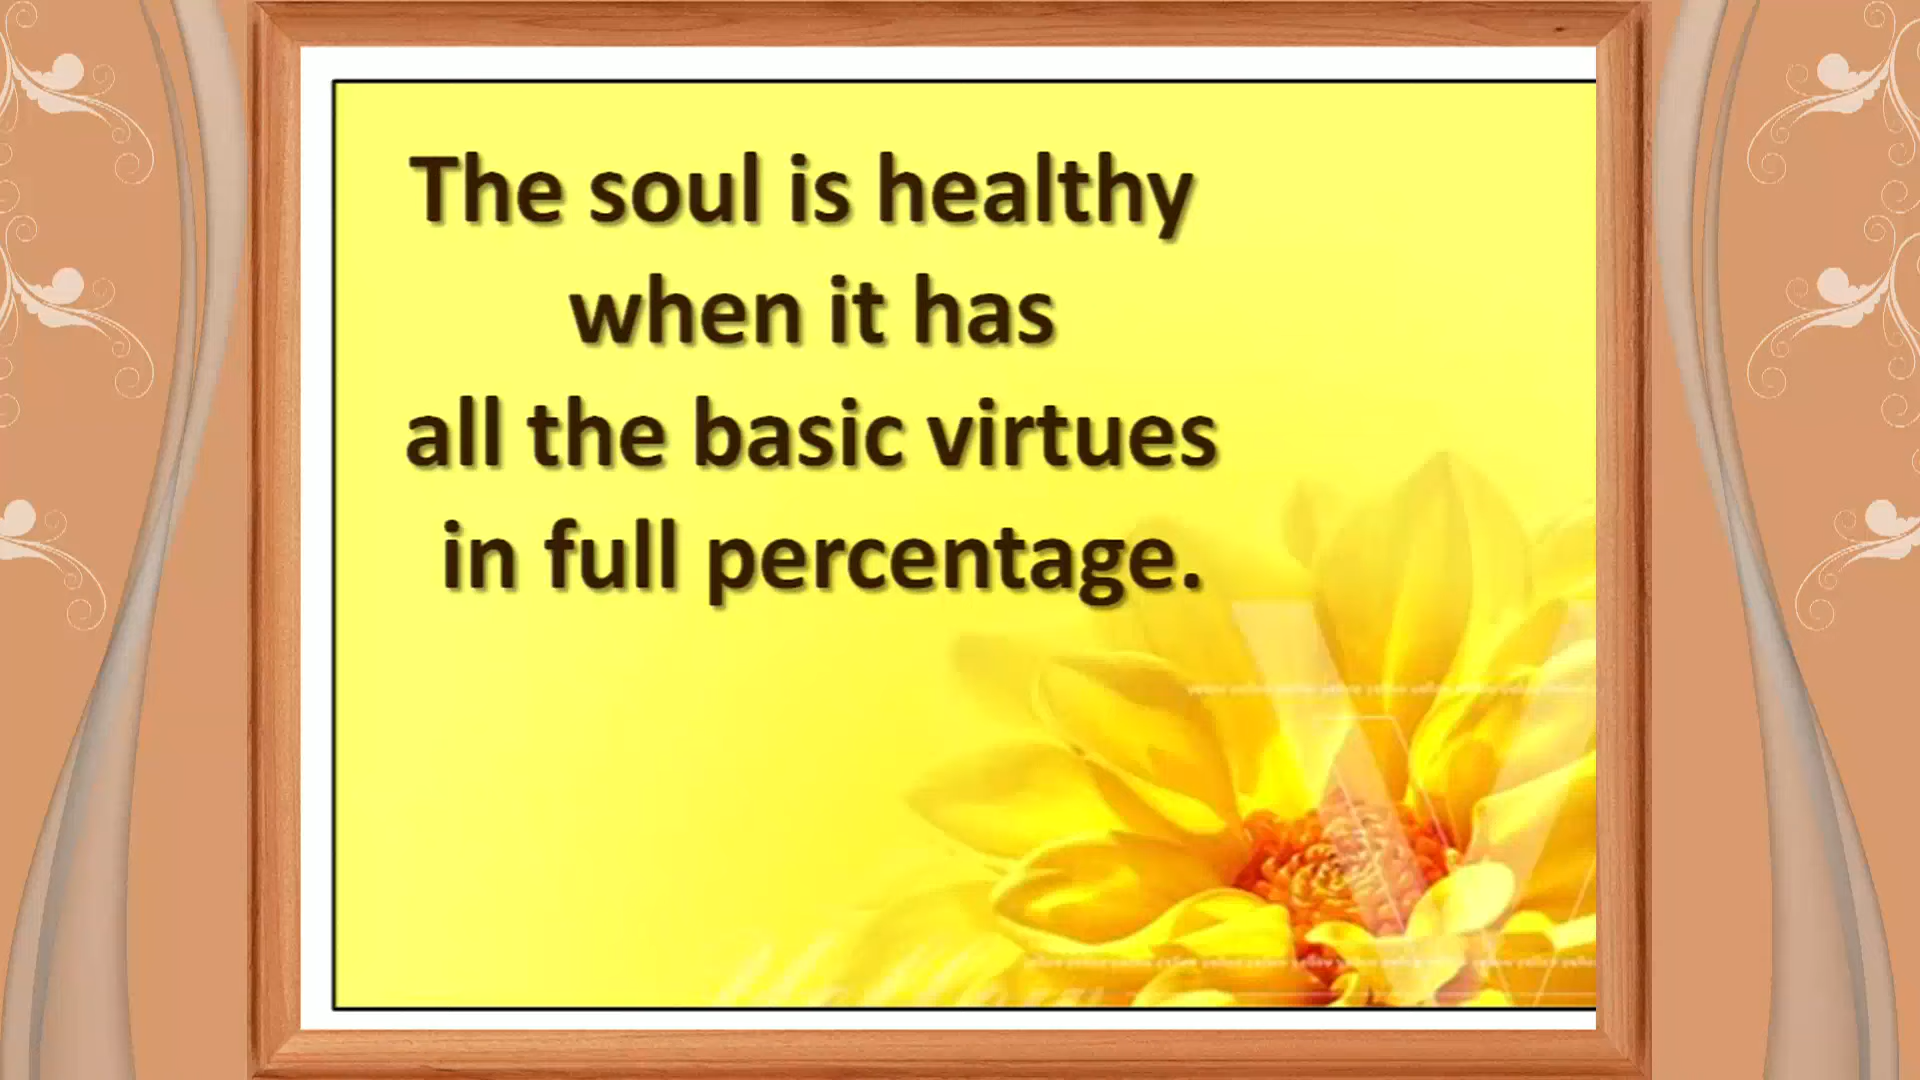 The soul is healthy
when it has
all the basic virtues
in full percentage.